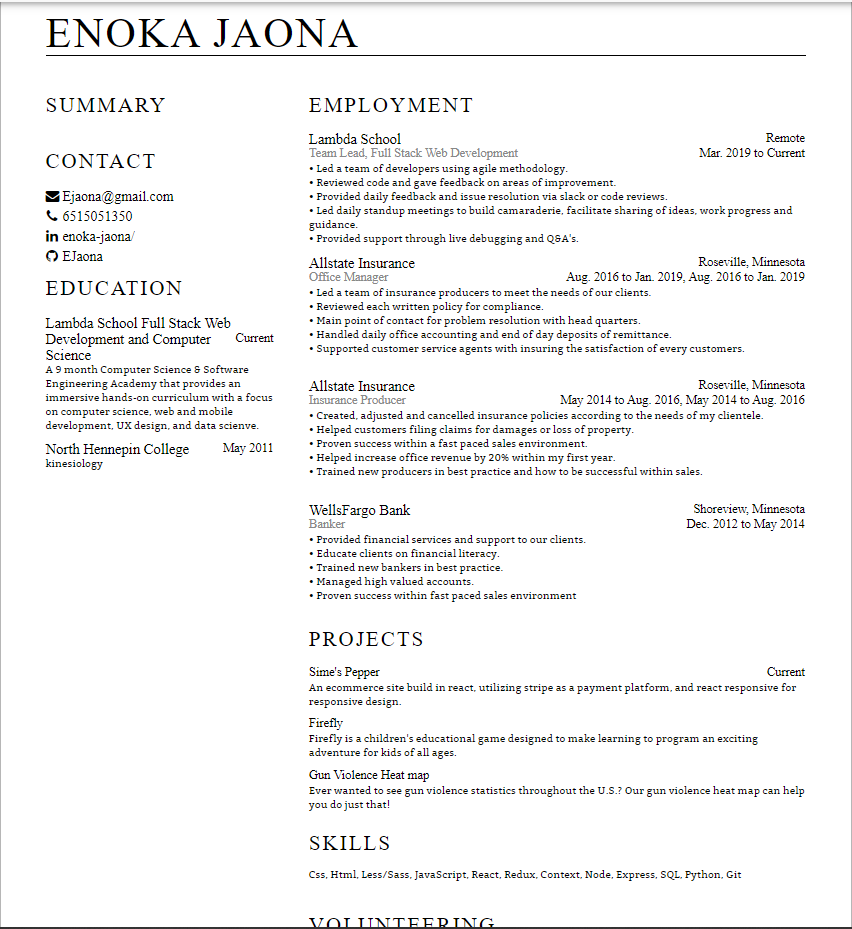 ENOKA JAONA
SUMMARY
CONTACT
Ejaona@gmail.com
6515051350
enoka-jaona/
EJaona
EDUCATION
Lambda School Full Stack Web
Development and Computer Current
Science
A 9 month Computer Science & Software
Engineering Academy that provides an
immersive hands-on curriculum with a focus
on computer science, web and mobile
development, UX design, and data scienve.
North Hennepin College May 2011
kinesiology
EMPLOYMENT
Lambda School Remote
Team Lead, Full Stack Web Development Mar. 2019 to Current
• Led a team of developers using agile methodology.
• Reviewed code and gave feedback on areas of improvement.
• Provided daily feedback and issue resolution via slack or code reviews.
• Led daily standup meetings to build camaraderie, facilitate sharing of ideas, work progress and
guidance.
• Provided support through live debugging and Q&A's.
Allstate Insurance Roseville, Minnesota
Office Manager Aug. 2016 to Jan. 2019, Aug. 2016 to Jan. 2019
• Led a team of insurance producers to meet the needs of our clients.
• Reviewed each written policy for compliance.
• Main point of contact for problem resolution with head quarters.
• Handled daily office accounting and end of day deposits of remittance.
• Supported customer service agents with insuring the satisfaction of every customers.
Allstate Insurance Roseville, Minnesota
Insurance Producer May 2014 to Aug. 2016, May 2014 to Aug. 2016
• Created, adjusted and cancelled insurance policies according to the needs of my clientele.
• Helped customers filing claims for damages or loss of property.
• Proven success within a fast paced sales environment.
• Helped increase office revenue by 20% within my first year.
• Trained new producers in best practice and how to be successful within sales.
WellsFargo Bank Shoreview, Minnesota
Banker Dec. 2012 to May 2014
• Provided financial services and support to our clients.
• Educate clients on financial literacy.
• Trained new bankers in best practice.
• Managed high valued accounts.
• Proven success within fast paced sales environment
PROJECTS
Sime's Pepper Current
An ecommerce site build in react, utilizing stripe as a payment platform, and react responsive for
responsive design.
Firefly
Firefly is a children's educational game designed to make learning to program an exciting
adventure for kids of all ages.
Gun Violence Heat map
Ever wanted to see gun violence statistics throughout the U.S.? Our gun violence heat map can help
you do just that!
SKILLS
Css, Html, Less/Sass, JavaScript, React, Redux, Context, Node, Express, SQL, Python, Git
VOLUNTEERING